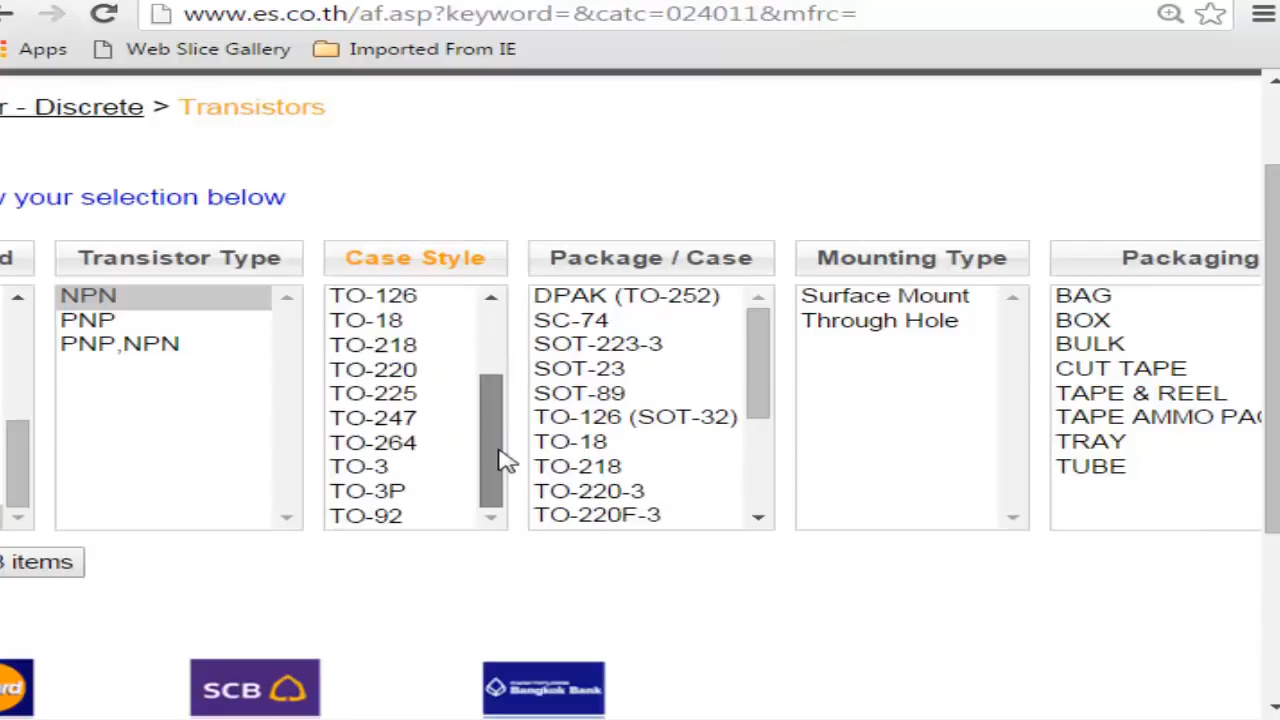 www.es.co.th/af.asp?keyword=&catc=024011&mfrc=
Apps Web Slice Gallery Imported From IE
r - Discrete > Transistors
your selection below
d Transistor Type Case Style Package / Case Mounting Type Packaging
NPN
PNP
PNP,NPN
TO-126
TO-18
TO-218
TO-220
TO-225
TO-247
TO-264
TO-3
TO-3P
TO-92
DPAK (TO-252)
SC-74
SOT-223-3
SOT-23
SOT-89
TO-126 (SOT-32)
TO-18
TO-218
TO-220-3
TO-220F-3
Surface Mount
Through Hole
BAG
BOX
BULK
CUT TAPE
TAPE & REEL
TAPE AMMO PAC
TRAY
TUBE
items
SCB
Bangkok Bank